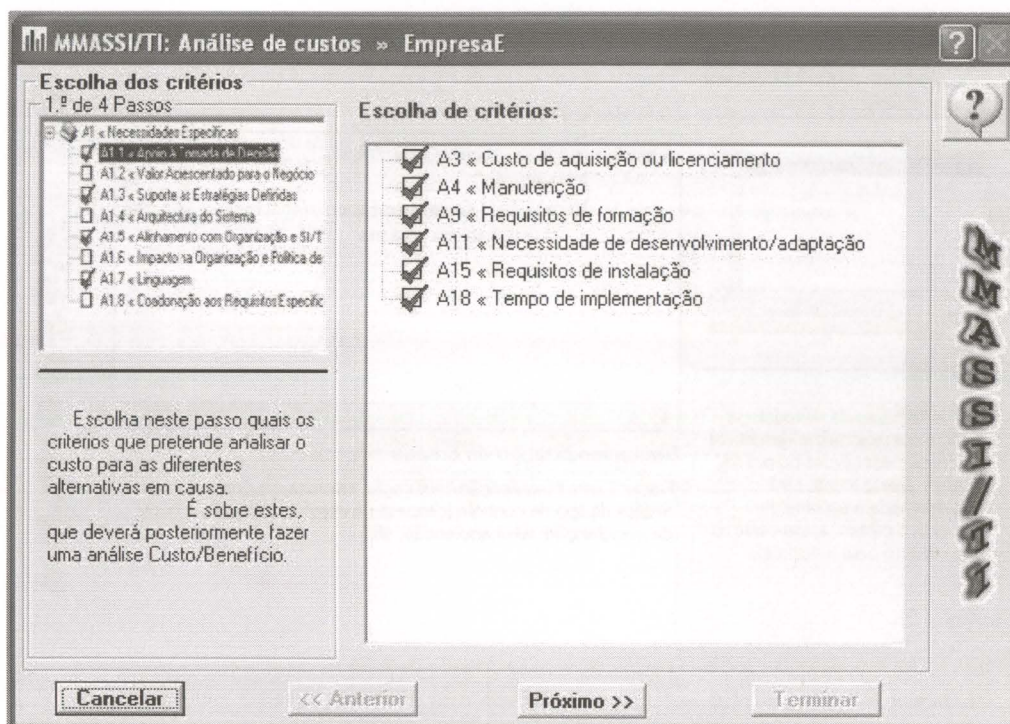 MMASSI/TI: Análise de custos » EmpresaE
Escolha dos critérios
1.º de 4 Passos
A1 « Necessidades Específicas
A1.1 « Apoio À Tomada de Decisão
A1.2 « Valor Acrescentado para o Negócio
A1.3 « Suporte as Estratégias Definidas
A1.4 « Arquitectura do Sistema
A1.5 « Alinhamento com Organização e SI/T
A1.6 « Impacto na Organização e Política de
A1.7 « Linguagem
A1.8 « Coadunação aos Requisitos Especific
Escolha neste passo quais os
criterios que pretende analisar o
custo para as diferentes
alternativas em causa.
É sobre estes,
que deverá posteriormente fazer
uma análise Custo/Benefício.
Escolha de critérios:
A3 « Custo de aquisição ou licenciamento
A4 « Manutenção
A9 « Requisitos de formação
A11 « Necessidade de desenvolvimento/adaptação
A15 « Requisitos de instalação
A18 « Tempo de implementação
MMASSI/TI
Cancelar
<< Anterior
Próximo >>
Terminar